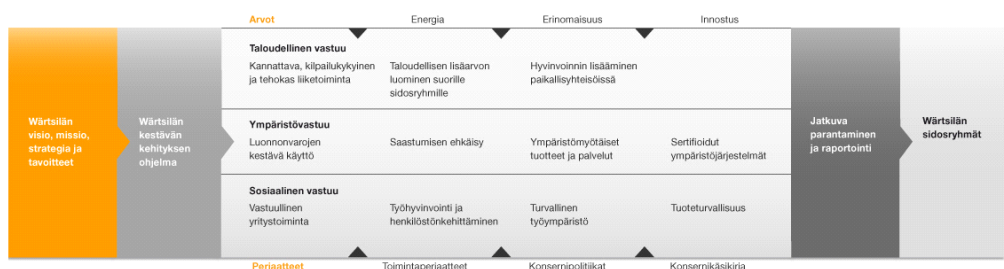 Arvot Energia Erinomaisuus Innostus
Wärtsilän
visio, missio,
strategia ja
tavoitteet
Wärtsilän
kestävän
kehityksen
ohjelma
Taloudellinen vastuu
Kannattava, kilpailukykyinen
ja tehokas liiketoiminta
Taloudellisen lisäarvon
luominen suorille
sidosryhmille
Hyvinvoinnin lisääminen
paikallisyhteisöissä
Ympäristövastuu
Luonnonvarojen
kestävä käyttö
Saastumisen ehkäisy
Ympäristömyötäiset
tuotteet ja palvelut
Sertifioidut
ympäristöjärjestelmät
Sosiaalinen vastuu
Vastuullinen
yritystoiminta
Työhyvinvointi ja
henkilöstönkehittäminen
Turvallinen
työympäristö
Tuoteturvallisuus
Jatkuva
parantaminen
ja raportointi
Wärtsilän
sidosryhmät
Periaatteet Toimintaperiaatteet Konsernipolitiikat Konsernikäsikirja